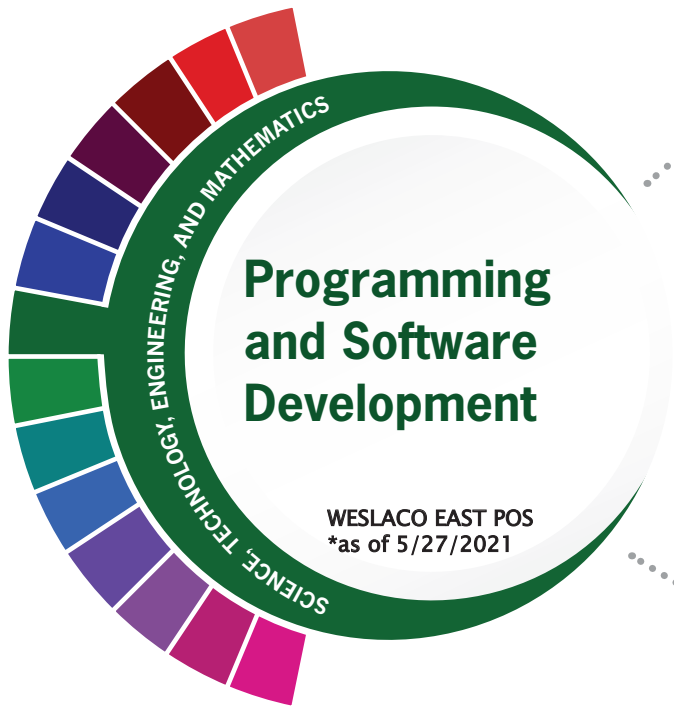 SCIENCE, TECHNOLOGY, ENGINEERING, AND MATHEMATICS
Programming
and Software
Development
WESLACO EAST POS
*as of 5/27/2021